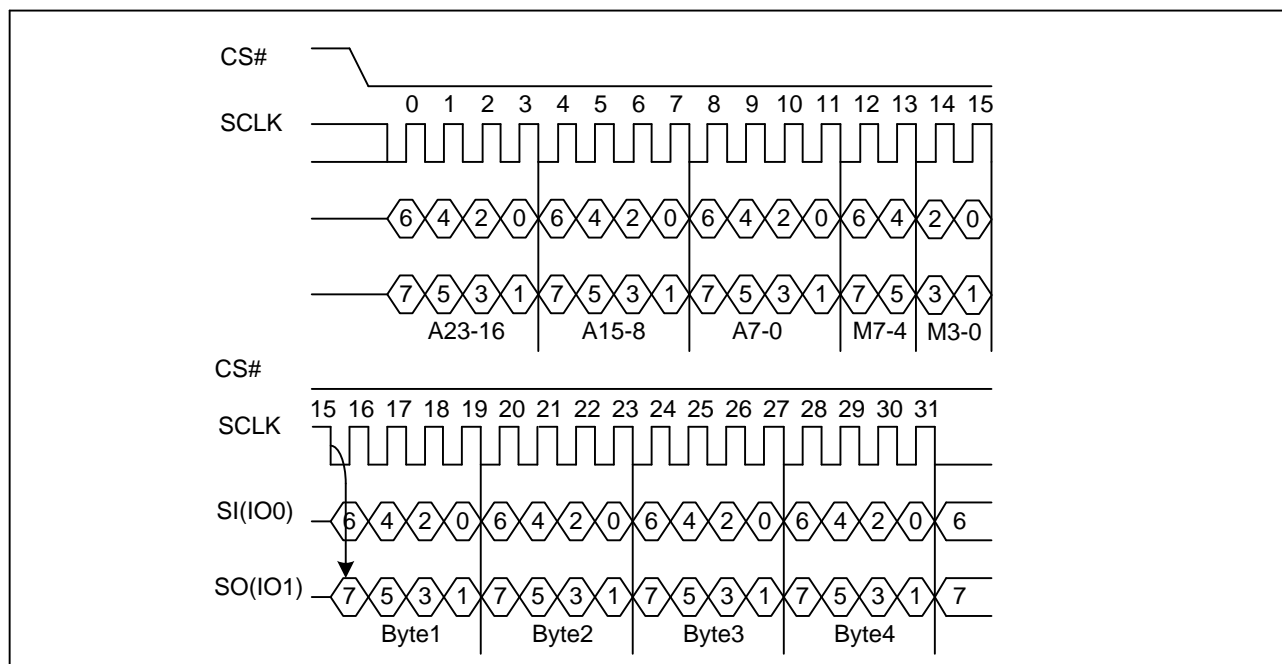 CS#
0 1 2 3 4 5 6 7 8 9 10 11 12 13 14 15
SCLK
6 4 2 0 6 4 2 0 6 4 2 0 6 4 2 0
7 5 3 1 7 5 3 1 7 5 3 1 7 5 3 1
A23-16 A15-8 A7-0 M7-4 M3-0
CS#
15 16 17 18 19 20 21 22 23 24 25 26 27 28 29 30 31
SCLK
SI(IO0) 6 4 2 0 6 4 2 0 6 4 2 0 6 4 2 0 6
SO(IO1) 7 5 3 1 7 5 3 1 7 5 3 1 7 5 3 1 7
Byte1 Byte2 Byte3 Byte4